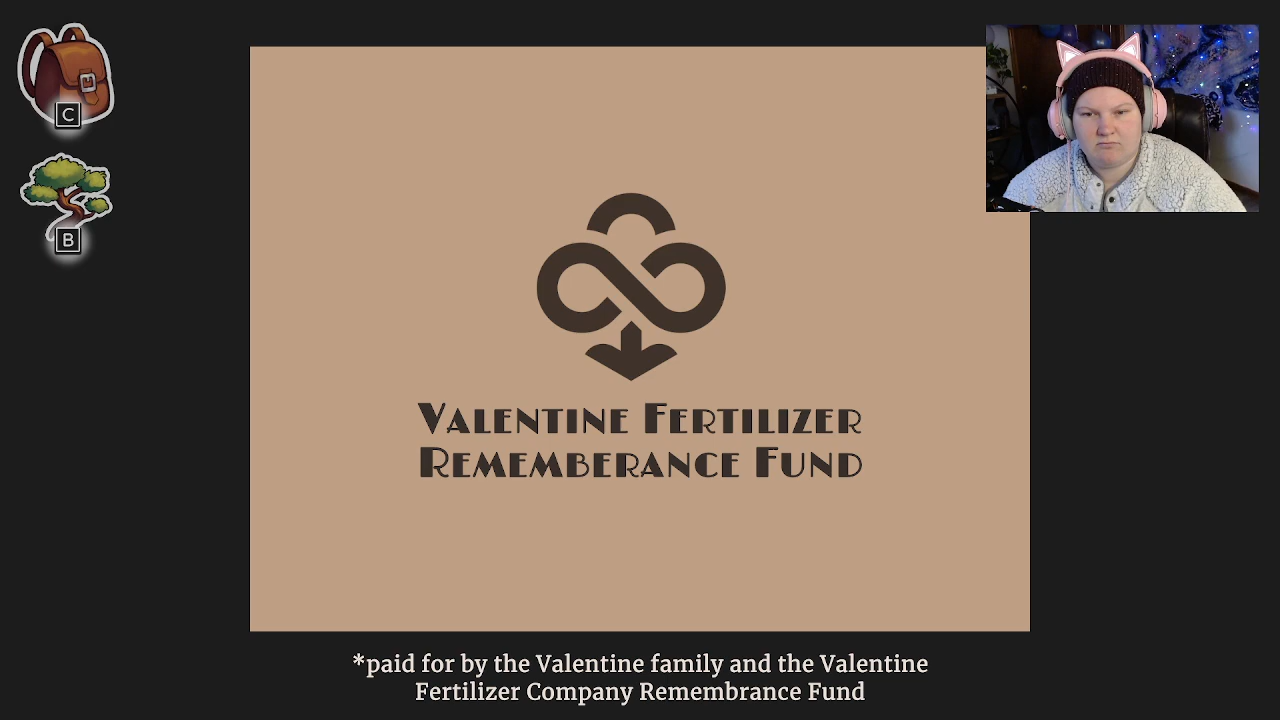 C
B
VALENTINE FERTILIZER
REMEMBERANCE FUND
*paid for by the Valentine family and the Valentine
Fertilizer Company Remembrance Fund